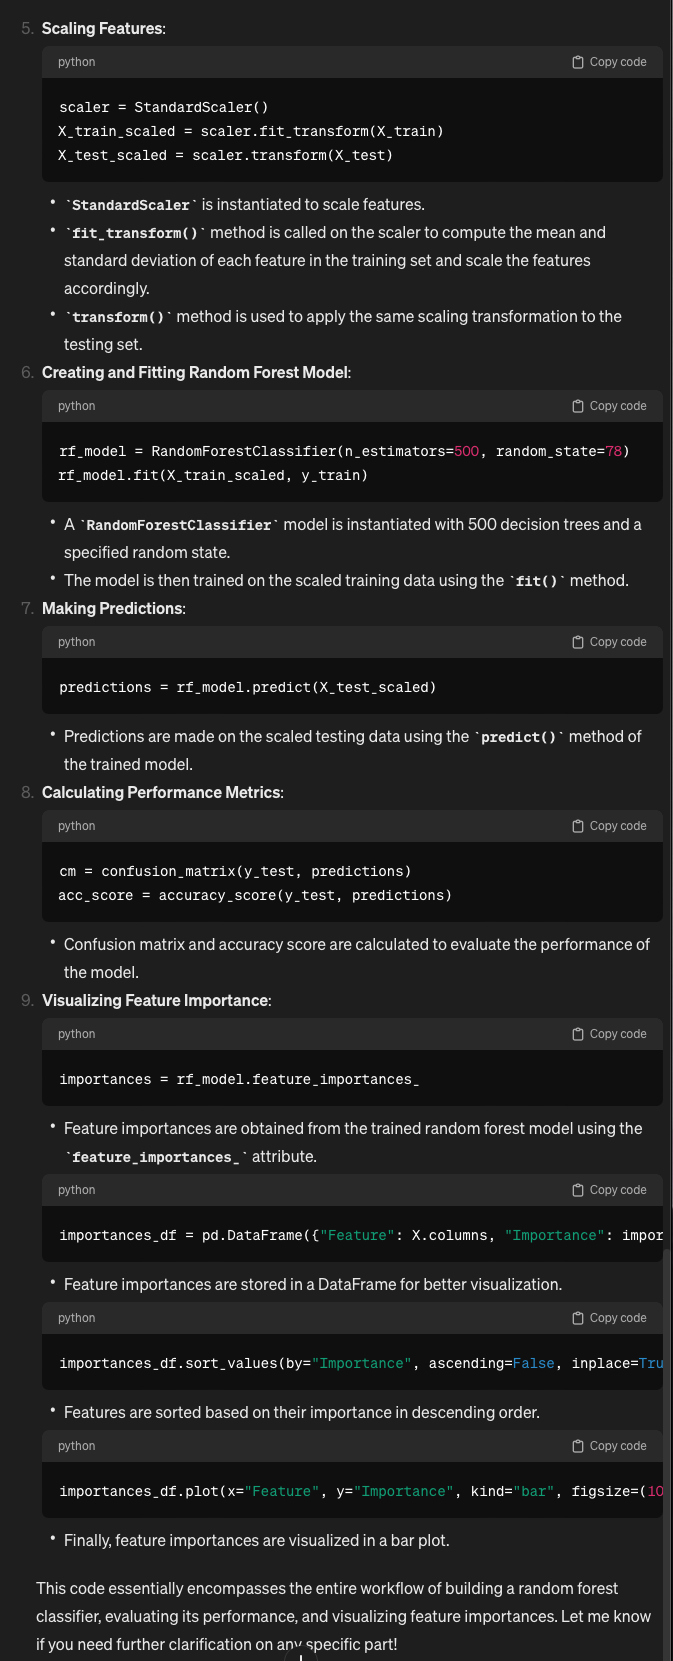 5. Scaling Features:
python Copy code
scaler = StandardScaler()
X_train_scaled = scaler.fit_transform(X_train)
X_test_scaled = scaler.transform(X_test)
• `StandardScaler` is instantiated to scale features.
• `fit_transform()` method is called on the scaler to compute the mean and
standard deviation of each feature in the training set and scale the features
accordingly.
• `transform()` method is used to apply the same scaling transformation to the
testing set.
6. Creating and Fitting Random Forest Model:
python Copy code
rf_model = RandomForestClassifier(n_estimators=500, random_state=78)
rf_model.fit(X_train_scaled, y_train)
• A `RandomForestClassifier` model is instantiated with 500 decision trees and a
specified random state.
• The model is then trained on the scaled training data using the `fit()` method.
7. Making Predictions:
python Copy code
predictions = rf_model.predict(X_test_scaled)
• Predictions are made on the scaled testing data using the `predict()` method of
the trained model.
8. Calculating Performance Metrics:
python Copy code
cm = confusion_matrix(y_test, predictions)
acc_score = accuracy_score(y_test, predictions)
• Confusion matrix and accuracy score are calculated to evaluate the performance of
the model.
9. Visualizing Feature Importance:
python Copy code
importances = rf_model.feature_importances_
• Feature importances are obtained from the trained random forest model using the
`feature_importances_` attribute.
python Copy code
importances_df = pd.DataFrame({"Feature": X.columns, "Importance": impor
• Feature importances are stored in a DataFrame for better visualization.
python Copy code
importances_df.sort_values(by="Importance", ascending=False, inplace=Tru
• Features are sorted based on their importance in descending order.
python Copy code
importances_df.plot(x="Feature", y="Importance", kind="bar", figsize=(10
• Finally, feature importances are visualized in a bar plot.
This code essentially encompasses the entire workflow of building a random forest
classifier, evaluating its performance, and visualizing feature importances. Let me know
if you need further clarification on any specific part!